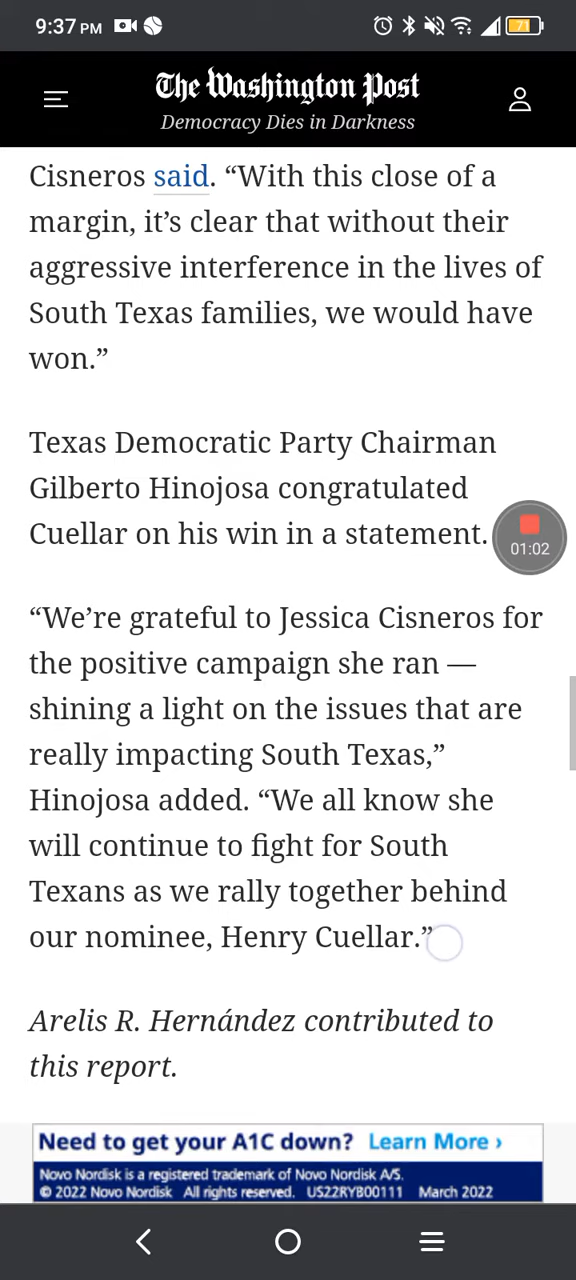 9:37 PM
71
The Washington Post
Democracy Dies in Darkness
Cisneros said. “With this close of a
margin, it’s clear that without their
aggressive interference in the lives of
South Texas families, we would have
won.”
Texas Democratic Party Chairman
Gilberto Hinojosa congratulated
Cuellar on his win in a statement.
01:02
“We’re grateful to Jessica Cisneros for
the positive campaign she ran —
shining a light on the issues that are
really impacting South Texas,”
Hinojosa added. “We all know she
will continue to fight for South
Texans as we rally together behind
our nominee, Henry Cuellar.”
Arelis R. Hernández contributed to
this report.
Need to get your A1C down? Learn More ›
Novo Nordisk is a registered trademark of Novo Nordisk A/S.
© 2022 Novo Nordisk All rights reserved. US22RYB00111 March 2022